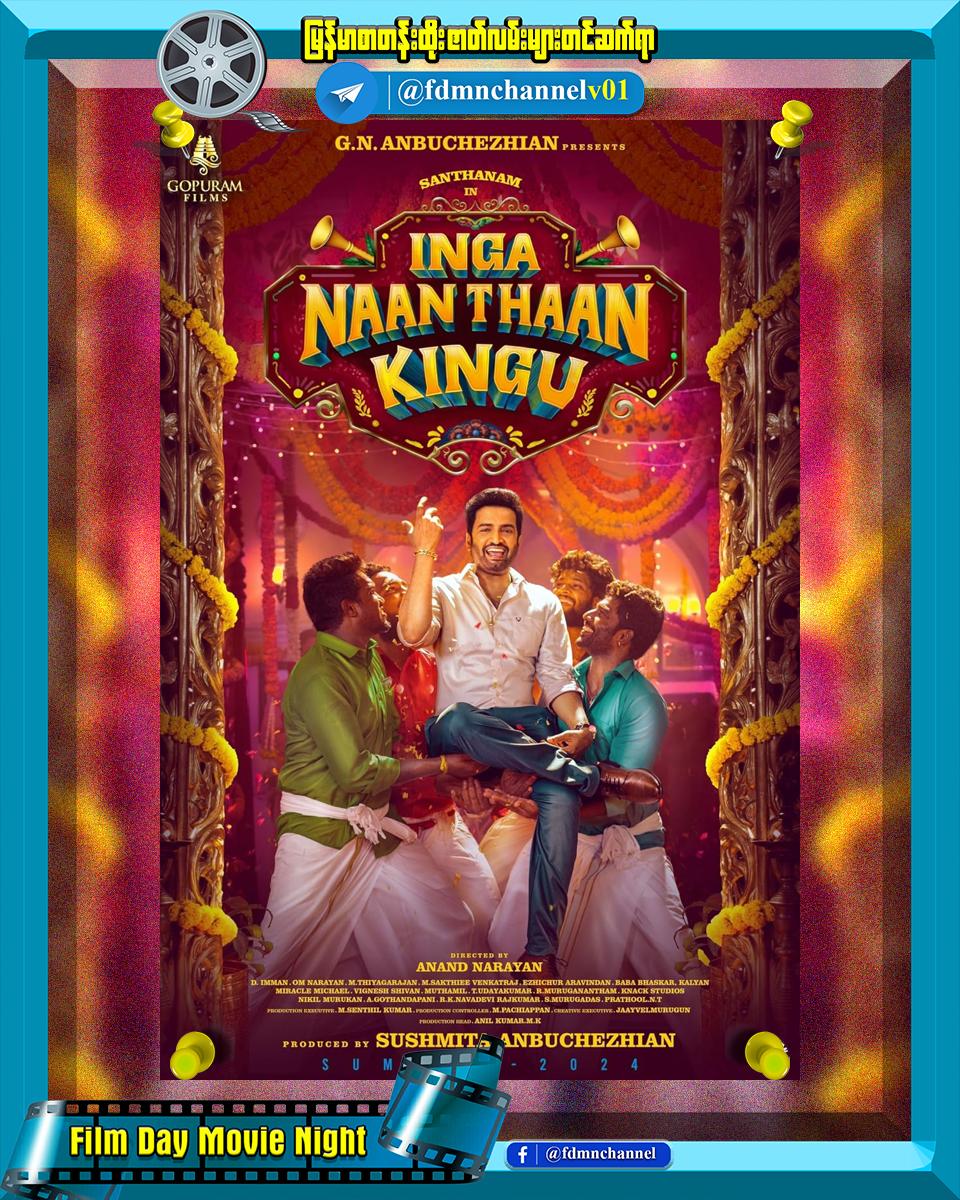 မြန်မာစာတန်းထိုးဇာတ်လမ်းများတင်ဆက်ရာ
@fdmnchannelv01
G.N. ANBUCHEZHIAN PRESENTS
GOPURAM
FILMS
SANTHANAM
IN
INGA
NAAN THAAN
KINGU
DIRECTED BY
ANAND NARAYAN
D. IMMAN . OM NARAYAN . M.THIYAGARAJAN . M.SAKTHIEE VENKATRAJ . EZHICHUR ARAVINDAN . BABA BHASKAR, KALYAN
MIRACLE MICHAEL . VIGNESH SHIVAN . MUTHAMIL . T.UDAYAKUMAR . R.MURUGANANTHAM . KNACK STUDIOS
NIKIL MURUKAN . A.GOTHANDAPANI . R.K.NAVADEVI RAJKUMAR . S.MURUGADAS . PRATHOOL.N.T
PRODUCTION EXECUTIVE . M.SENTHIL KUMAR . PRODUCTION CONTROLLER . M.PACHIAPPAN . CREATIVE EXECUTIVE . JAAYVELMURUGUN
PRODUCTION HEAD . ANIL KUMAR.M.K
PRODUCED BY SUSHMITA ANBUCHEZHIAN
- 2024
Film Day Movie Night
@fdmnchannel